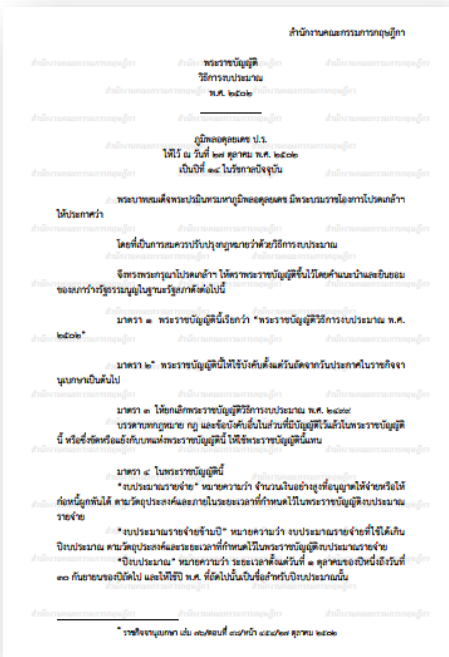 สำนักงานคณะกรรมการกฤษฎีกา
พระราชบัญญัติ
วิธีการงบประมาณ
พ.ศ. ๒๕๐๒
ภูมิพลอดุลยเดช ป.ร.
ให้ไว้ ณ วันที่ ๒๗ ตุลาคม พ.ศ. ๒๕๐๒
เป็นปีที่ ๑๔ ในรัชกาลปัจจุบัน
พระบาทสมเด็จพระปรมินทรมหาภูมิพลอดุลยเดช มีพระบรมราชโองการโปรดเกล้าฯ
ให้ประกาศว่า
โดยที่เป็นการสมควรปรับปรุงกฎหมายว่าด้วยวิธีการงบประมาณ
จึงทรงพระกรุณาโปรดเกล้าฯ ให้ตราพระราชบัญญัติขึ้นไว้โดยคำแนะนำและยินยอม
ของสภาร่างรัฐธรรมนูญในฐานะรัฐสภาดังต่อไปนี้
มาตรา ๑ พระราชบัญญัตินี้เรียกว่า “พระราชบัญญัติวิธีการงบประมาณ พ.ศ.
๒๕๐๒”
มาตรา ๒* พระราชบัญญัตินี้ให้ใช้บังคับตั้งแต่วันถัดจากวันประกาศในราชกิจจา
นุเบกษาเป็นต้นไป
มาตรา ๓ ให้ยกเลิกพระราชบัญญัติวิธีการงบประมาณ พ.ศ. ๒๔๙๙
บรรดาบทกฎหมาย กฎ และข้อบังคับอื่นในส่วนที่มีบัญญัติไว้แล้วในพระราชบัญญัติ
นี้ หรือซึ่งขัดหรือแย้งกับบทแห่งพระราชบัญญัตินี้ ให้ใช้พระราชบัญญัตินี้แทน
มาตรา ๔ ในพระราชบัญญัตินี้
“งบประมาณรายจ่าย” หมายความว่า จำนวนเงินอย่างสูงที่อนุญาตให้จ่ายหรือให้
ก่อหนี้ผูกพันได้ ตามวัตถุประสงค์และภายในระยะเวลาที่กำหนดไว้ในพระราชบัญญัติงบประมาณ
รายจ่าย
“งบประมาณรายจ่ายข้ามปี” หมายความว่า งบประมาณรายจ่ายที่ใช้ได้เกิน
ปีงบประมาณ ตามวัตถุประสงค์และระยะเวลาที่กำหนดไว้ในพระราชบัญญัติงบประมาณรายจ่าย
“ปีงบประมาณ” หมายความว่า ระยะเวลาตั้งแต่วันที่ ๑ ตุลาคมของปีหนึ่งถึงวันที่
๓๐ กันยายนของปีถัดไป และให้ใช้ปี พ.ศ. ที่ถัดไปนั้นเป็นชื่อสำหรับปีงบประมาณนั้น
* ราชกิจจานุเบกษา เล่ม ๗๖/ตอนที่ ๙๘/หน้า ๔๕๔/๒๗ ตุลาคม ๒๕๐๒